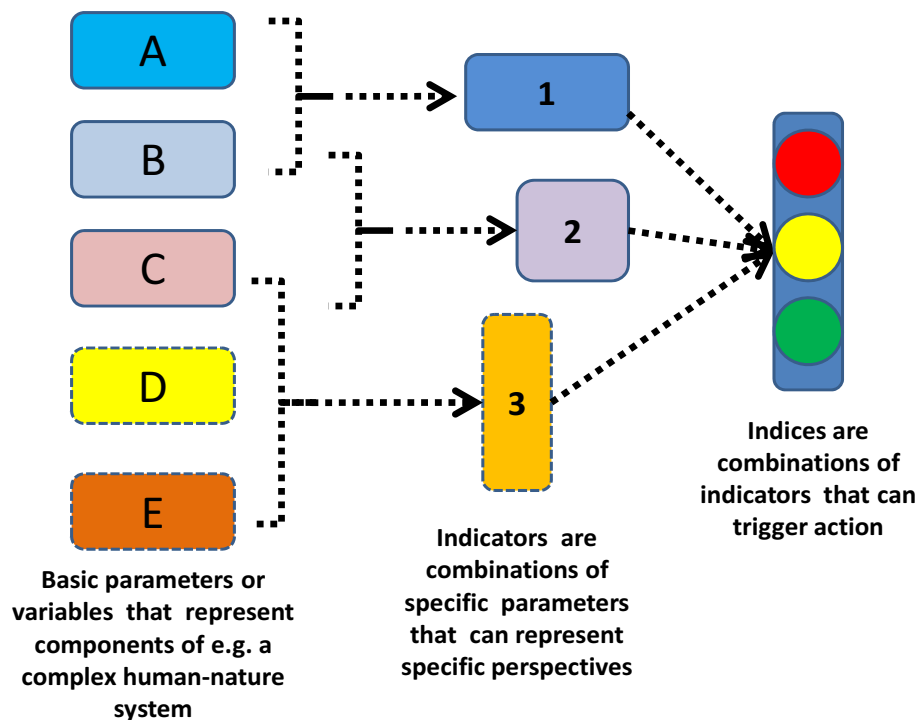 A
B
C
D
E
Basic parameters or
variables that represent
components of e.g. a
complex human-nature
system
1
2
3
Indicators are
combinations of
specific parameters
that can represent
specific perspectives
Indices are
combinations of
indicators that can
trigger action